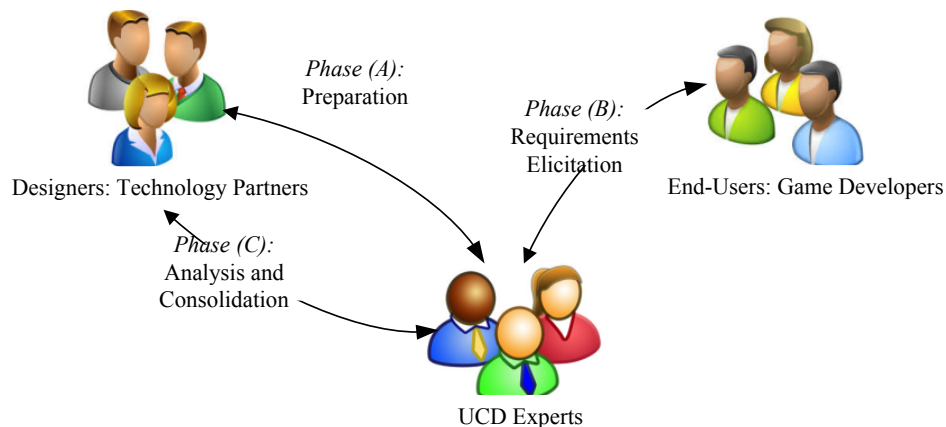 Phase (A):
Preparation
Phase (B):
Requirements
Elicitation
Designers: Technology Partners
End-Users: Game Developers
Phase (C):
Analysis and
Consolidation
UCD Experts